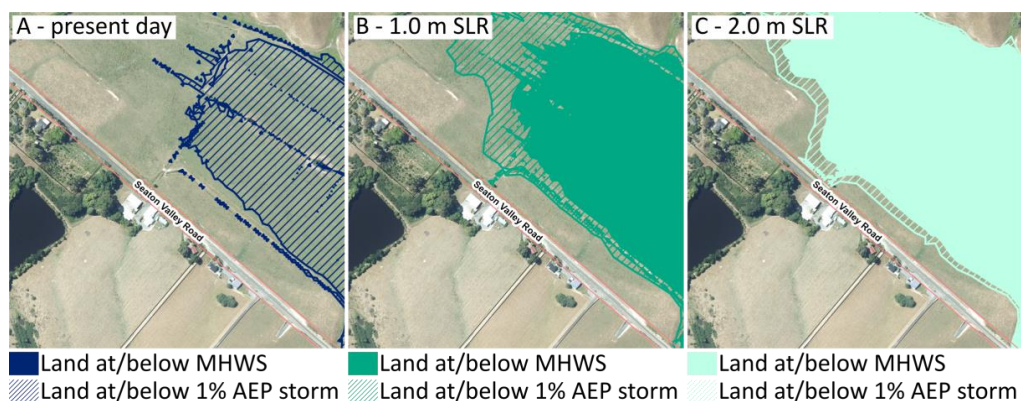 A - present day
B - 1.0 m SLR
C - 2.0 m SLR
Seaton Valley Road
Seaton Valley Road
Seaton Valley Road
Land at/below MHWS
Land at/below 1% AEP storm
Land at/below MHWS
Land at/below 1% AEP storm
Land at/below MHWS
Land at/below 1% AEP storm